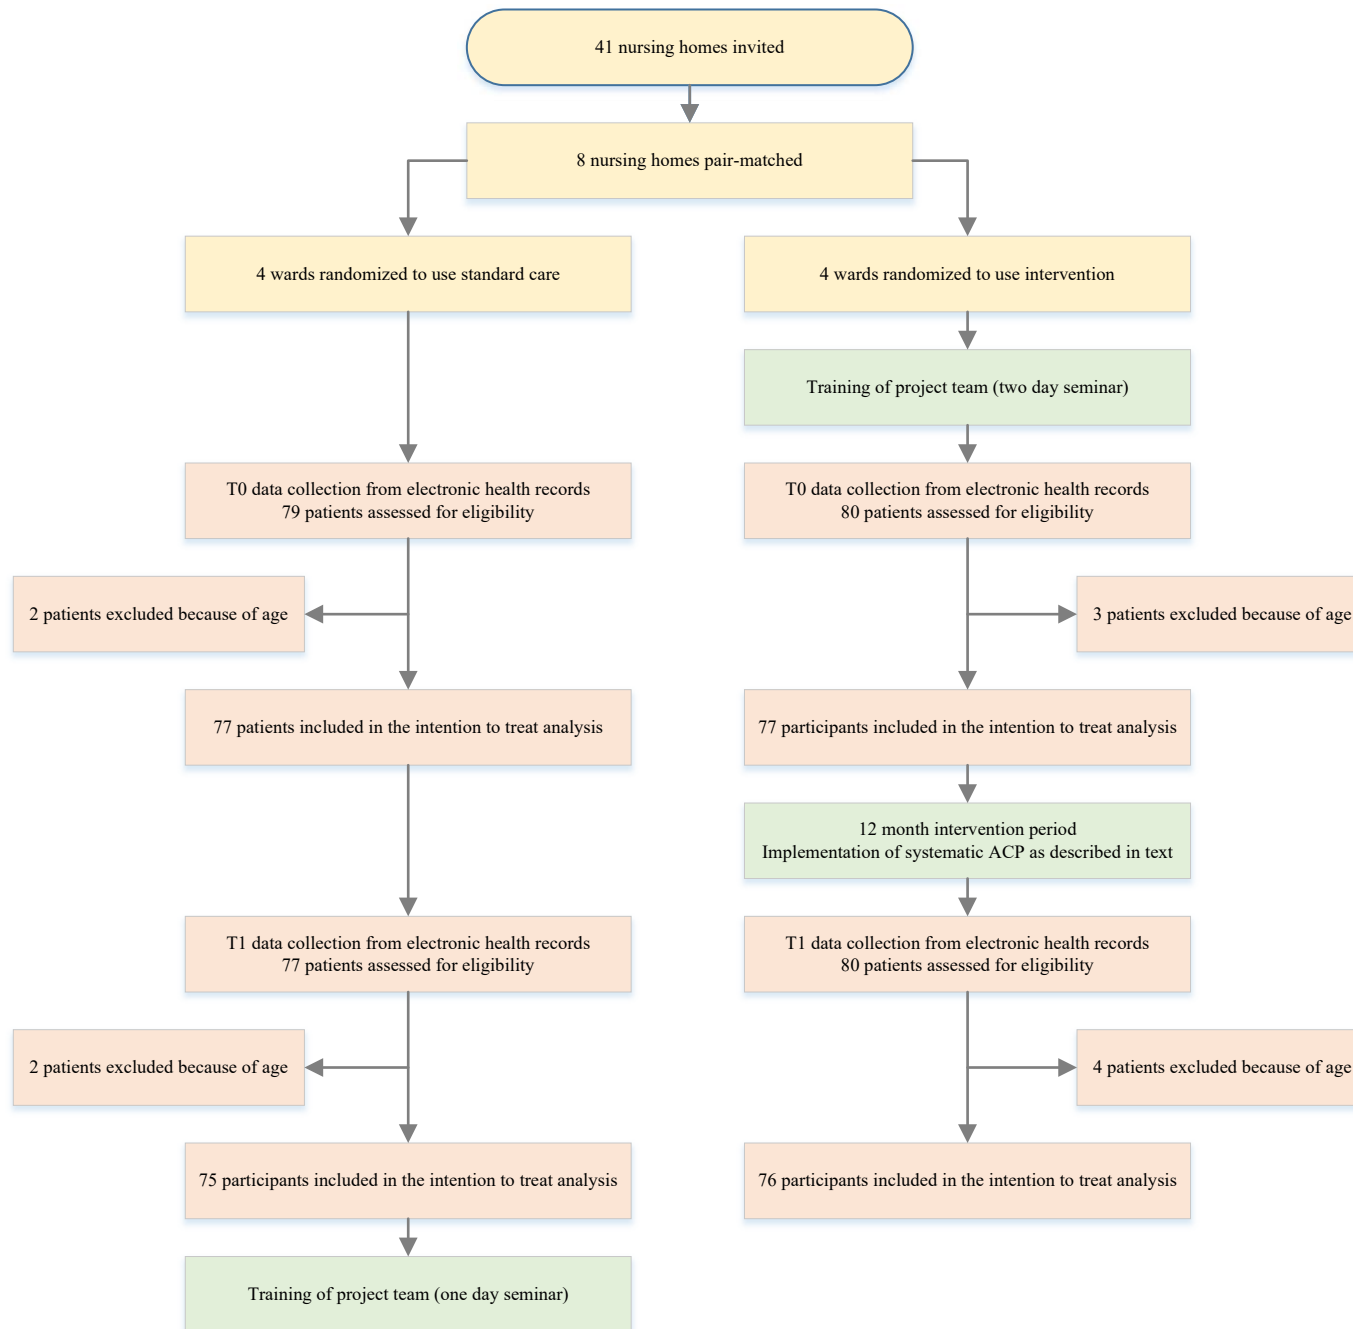 41 nursing homes invited
8 nursing homes pair-matched
4 wards randomized to use standard care
4 wards randomized to use intervention
Training of project team (two day seminar)
T0 data collection from electronic health records
79 patients assessed for eligibility
T0 data collection from electronic health records
80 patients assessed for eligibility
2 patients excluded because of age
3 patients excluded because of age
77 patients included in the intention to treat analysis
77 participants included in the intention to treat analysis
12 month intervention period
Implementation of systematic ACP as described in text
T1 data collection from electronic health records
77 patients assessed for eligibility
T1 data collection from electronic health records
80 patients assessed for eligibility
2 patients excluded because of age
4 patients excluded because of age
75 participants included in the intention to treat analysis
76 participants included in the intention to treat analysis
Training of project team (one day seminar)